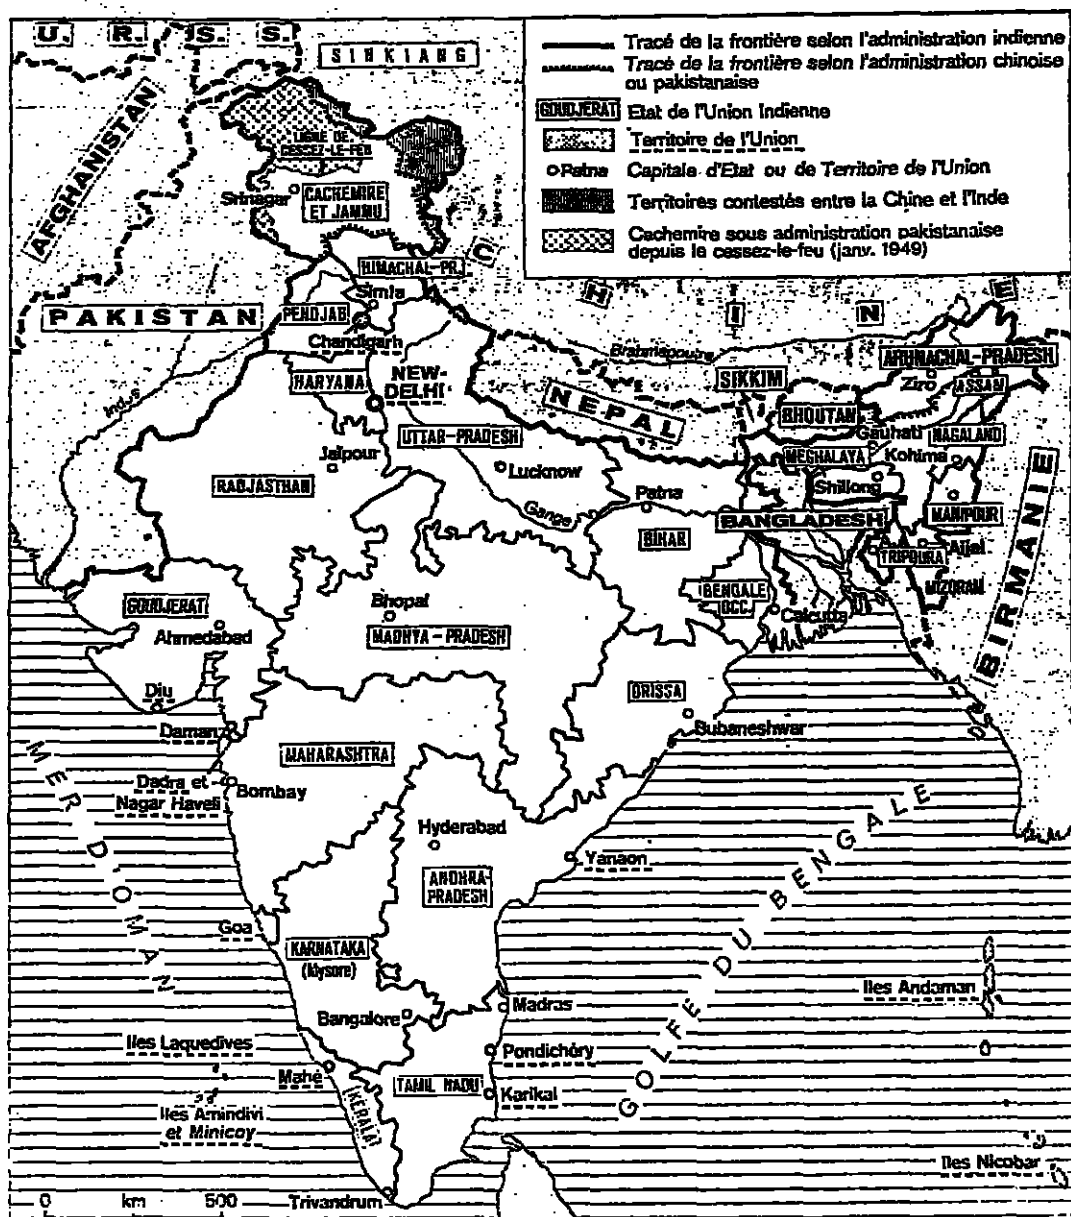 U. R. S. S.
SINKIANG
AFGHANISTAN
PAKISTAN
Tracé de la frontière selon l'administration indienne
Tracé de la frontière selon l'administration chinoise
ou pakistanaise
GOUDJERAT Etat de l'Union Indienne
Territoire de l'Union
Patna Capitale d'Etat ou de Territoire de l'Union
Territoires contestés entre la Chine et l'Inde
Cachemire sous administration pakistanaise
depuis le cessez-le-feu (janv. 1949)
LIGNE DE
CESSEZ-LE-FEU
Srinagar
CACHEMIRE
ET JAMMU
CHINE
HIMACHAL-PR.
Simla
PENDJAB
Chandigarh
HARYANA
NEW-
DELHI
Indus
Brahmapoutre
NEPAL
SIKKIM
BHOUTAN
ARUNACHAL-PRADESH
Ziro
ASSAM
Gauhati
NAGALAND
MEGHALAYA
Kohima
Shillong
UTTAR-PRADESH
Jaipour
RADJASTHAN
Lucknow
Gange
Patna
BIHAR
BANGLADESH
MANIPOUR
TRIPOURA
Aijal
MIZORAM
BIRMANIE
BENGALE
OCC.
Calcutta
GOUDJERAT
Ahmedabad
Bhopal
MADHYA-PRADESH
Diu
Daman
ORISSA
Bubaneshwar
MAHARASHTRA
Dadra et
Nagar Haveli
Bombay
MER D'OMAN
Hyderabad
Yanaon
ANDHRA-
PRADESH
Goa
KARNATAKA
(Mysore)
GOLFE DU BENGALE
Iles Andaman
Bangalore
Madras
Iles Laquedives
Mahé
Pondichéry
TAMIL NADU
Karikal
KERALA
Iles Amindivi
et Minicoy
Iles Nicobar
Trivandrum
0 km 500